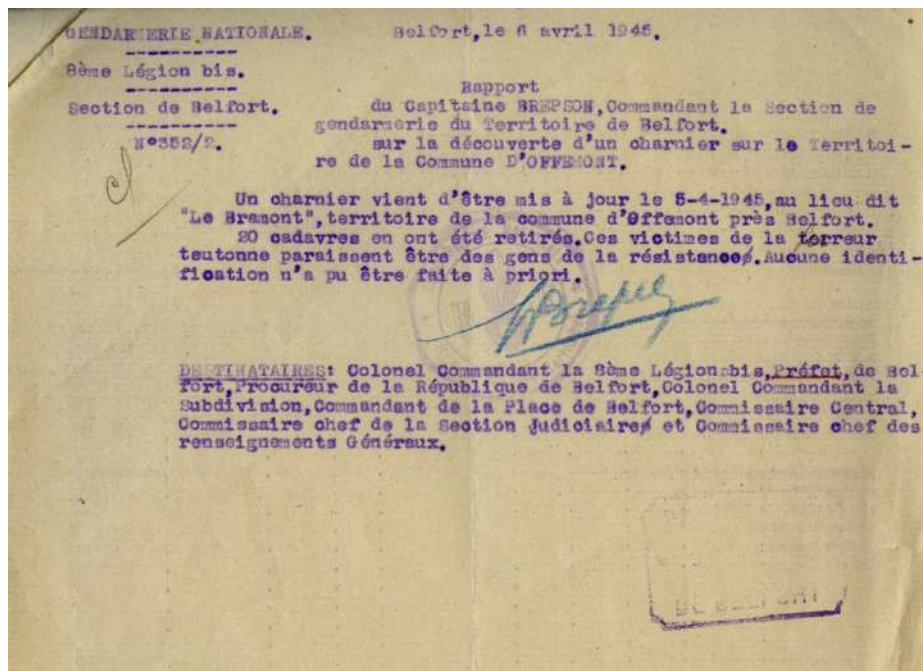 GENDARMERIE NATIONALE. Belfort,le 6 avril 1945.
----------
8ème Légion bis.
----------
Section de Belfort.
----------
N°352/2.
Rapport
du Capitaine BREPSON,Commandant la Section de
gendarmerie du Territoire de Belfort.
sur la découverte d'un charnier sur le Territoi-
re de la Commune D'OFFEMONT.
Un charnier vient d'être mis à jour le 5-4-1945,au lieu dit
"Le Bramont",territoire de la commune d'Offemont près Belfort.
20 cadavres en ont été retirés.Ces victimes de la terreur
teutonne paraissent être des gens de la résistance.Aucune identi-
fication n'a pu être faite à priori.
DESTINATAIRES: Colonel Commandant la 8ème Légion bis,Préfet,de Bel-
fort,Procureur de la République de Belfort,Colonel Commandant la
Subdivision,Commandant de la Place de Belfort,Commissaire Central,
Commissaire chef de la Section Judiciaire et Commissaire chef des
renseignements Généraux.
DE BELFORT